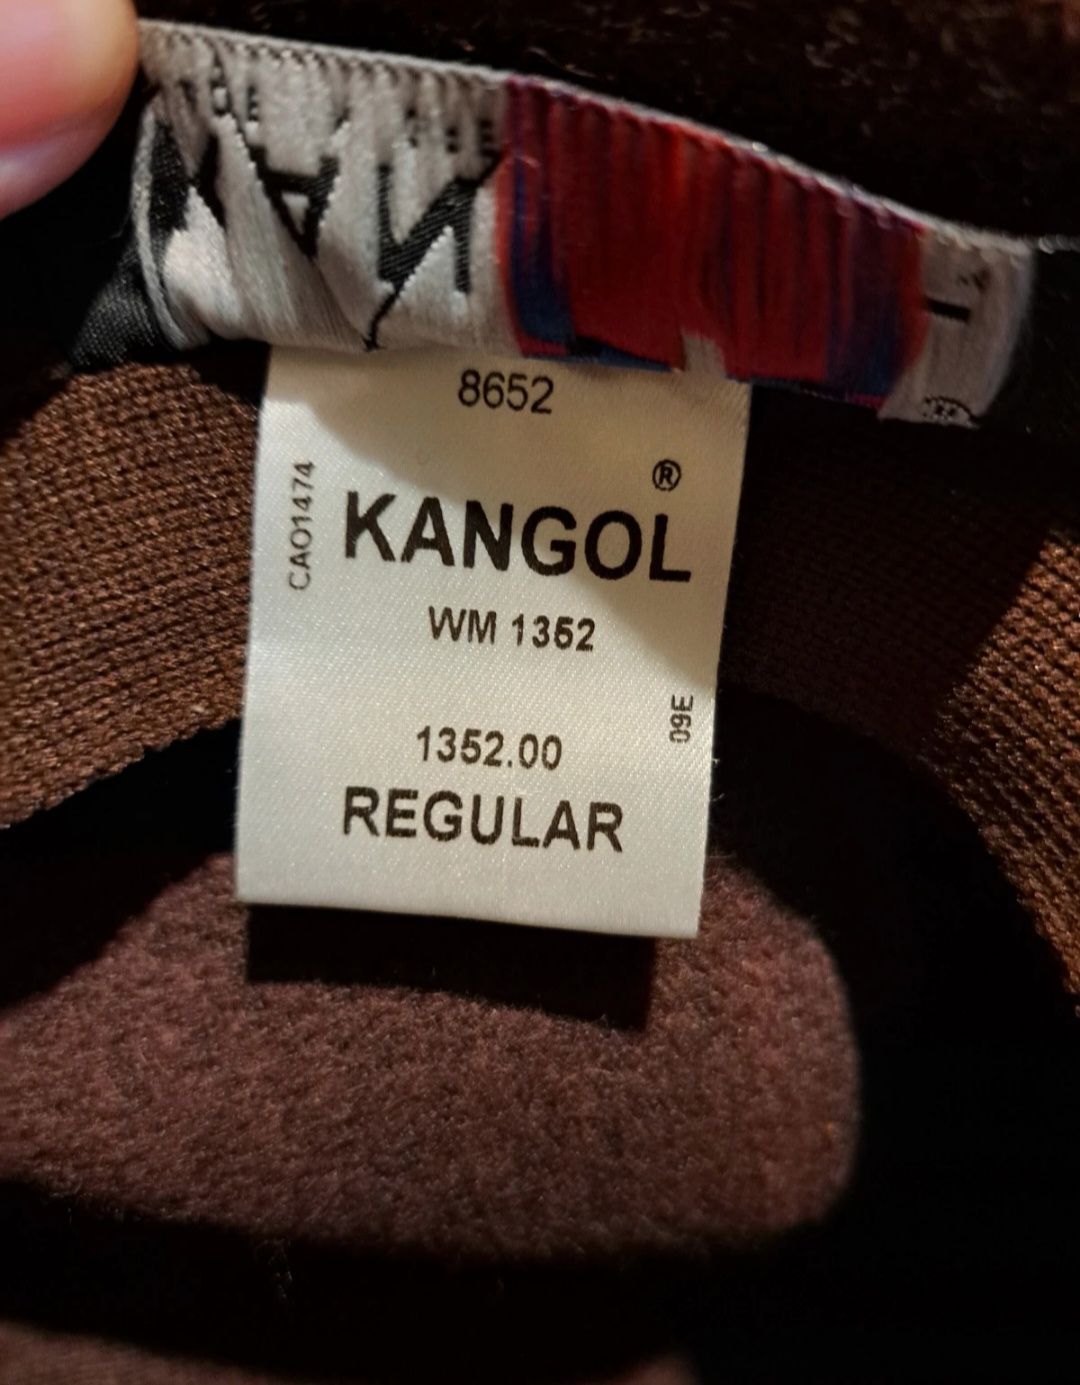 8652
®
KANGOL
CAO1474
WM 1352
09E
1352.00
REGULAR